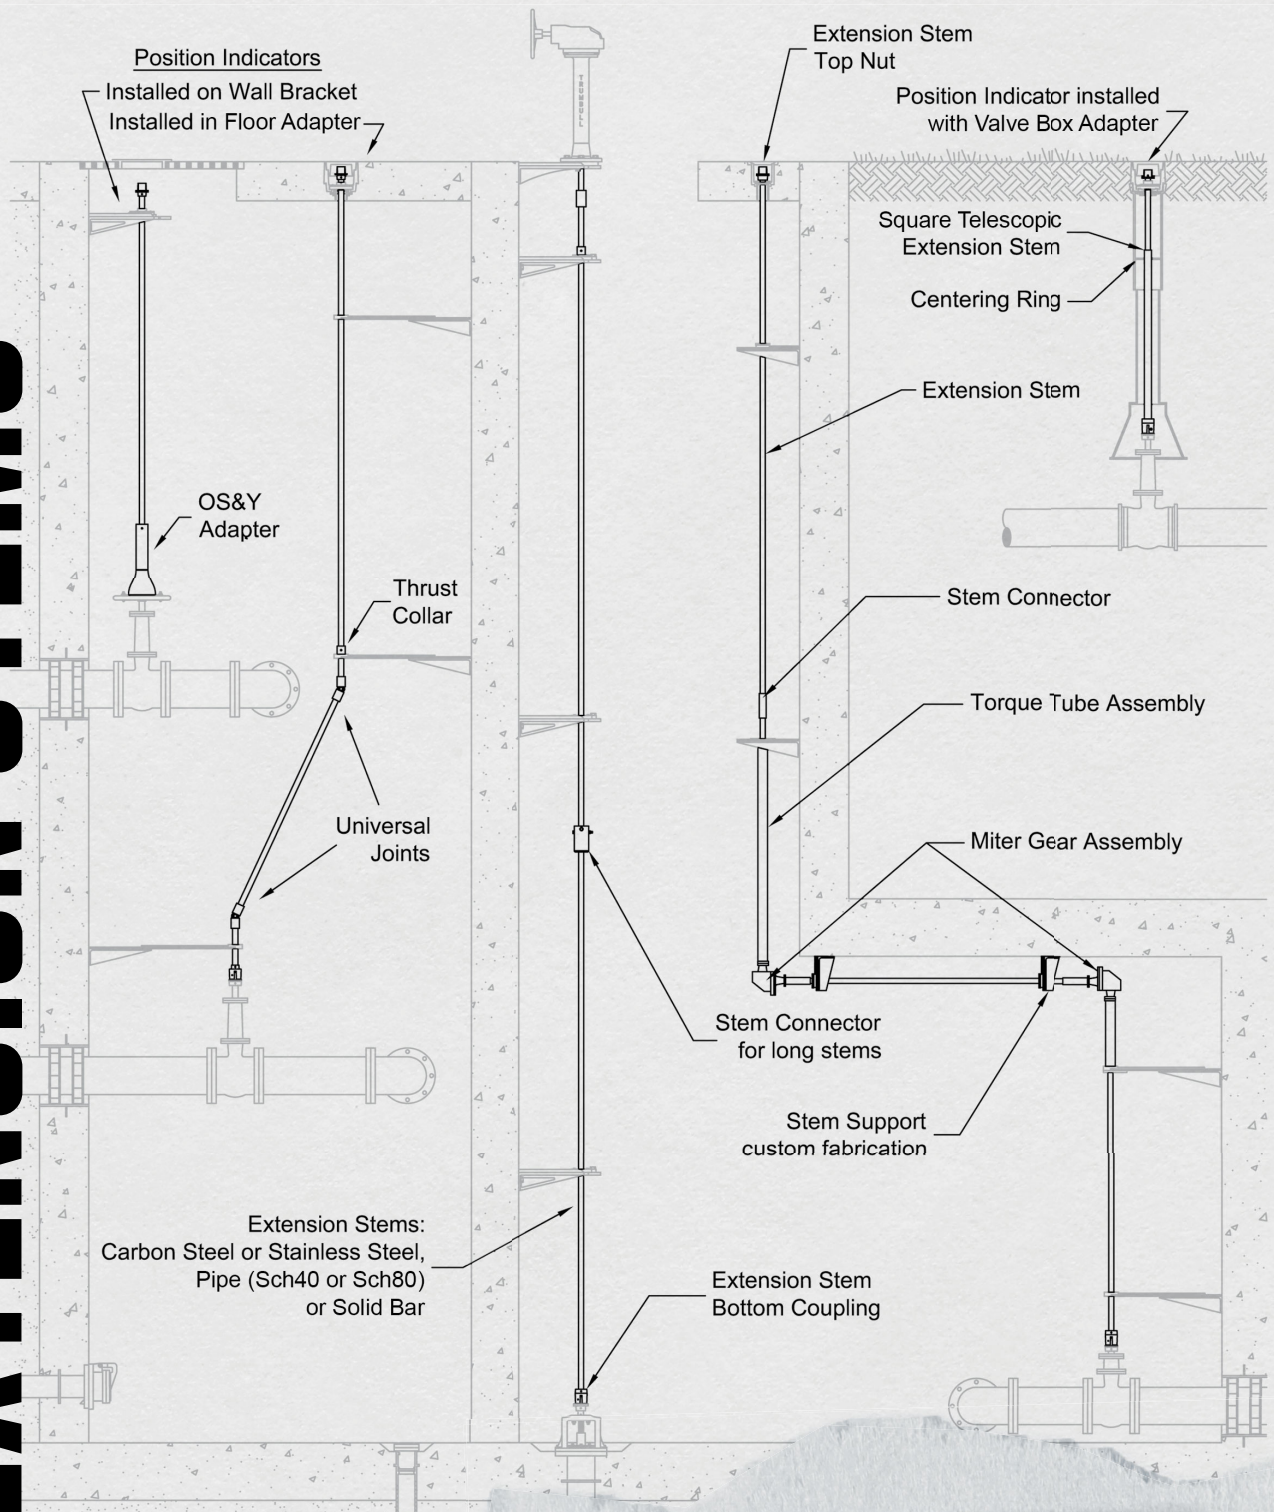 Position Indicators
Installed on Wall Bracket
Installed in Floor Adapter
TRUMBULL
Extension Stem
Top Nut
Position Indicator installed
with Valve Box Adapter
Square Telescopic
Extension Stem
Centering Ring
Extension Stem
OS&Y
Adapter
Thrust
Collar
Stem Connector
Torque Tube Assembly
Universal
Joints
Miter Gear Assembly
Stem Connector
for long stems
Stem Support
custom fabrication
Extension Stems:
Carbon Steel or Stainless Steel,
Pipe (Sch40 or Sch80)
or Solid Bar
Extension Stem
Bottom Coupling